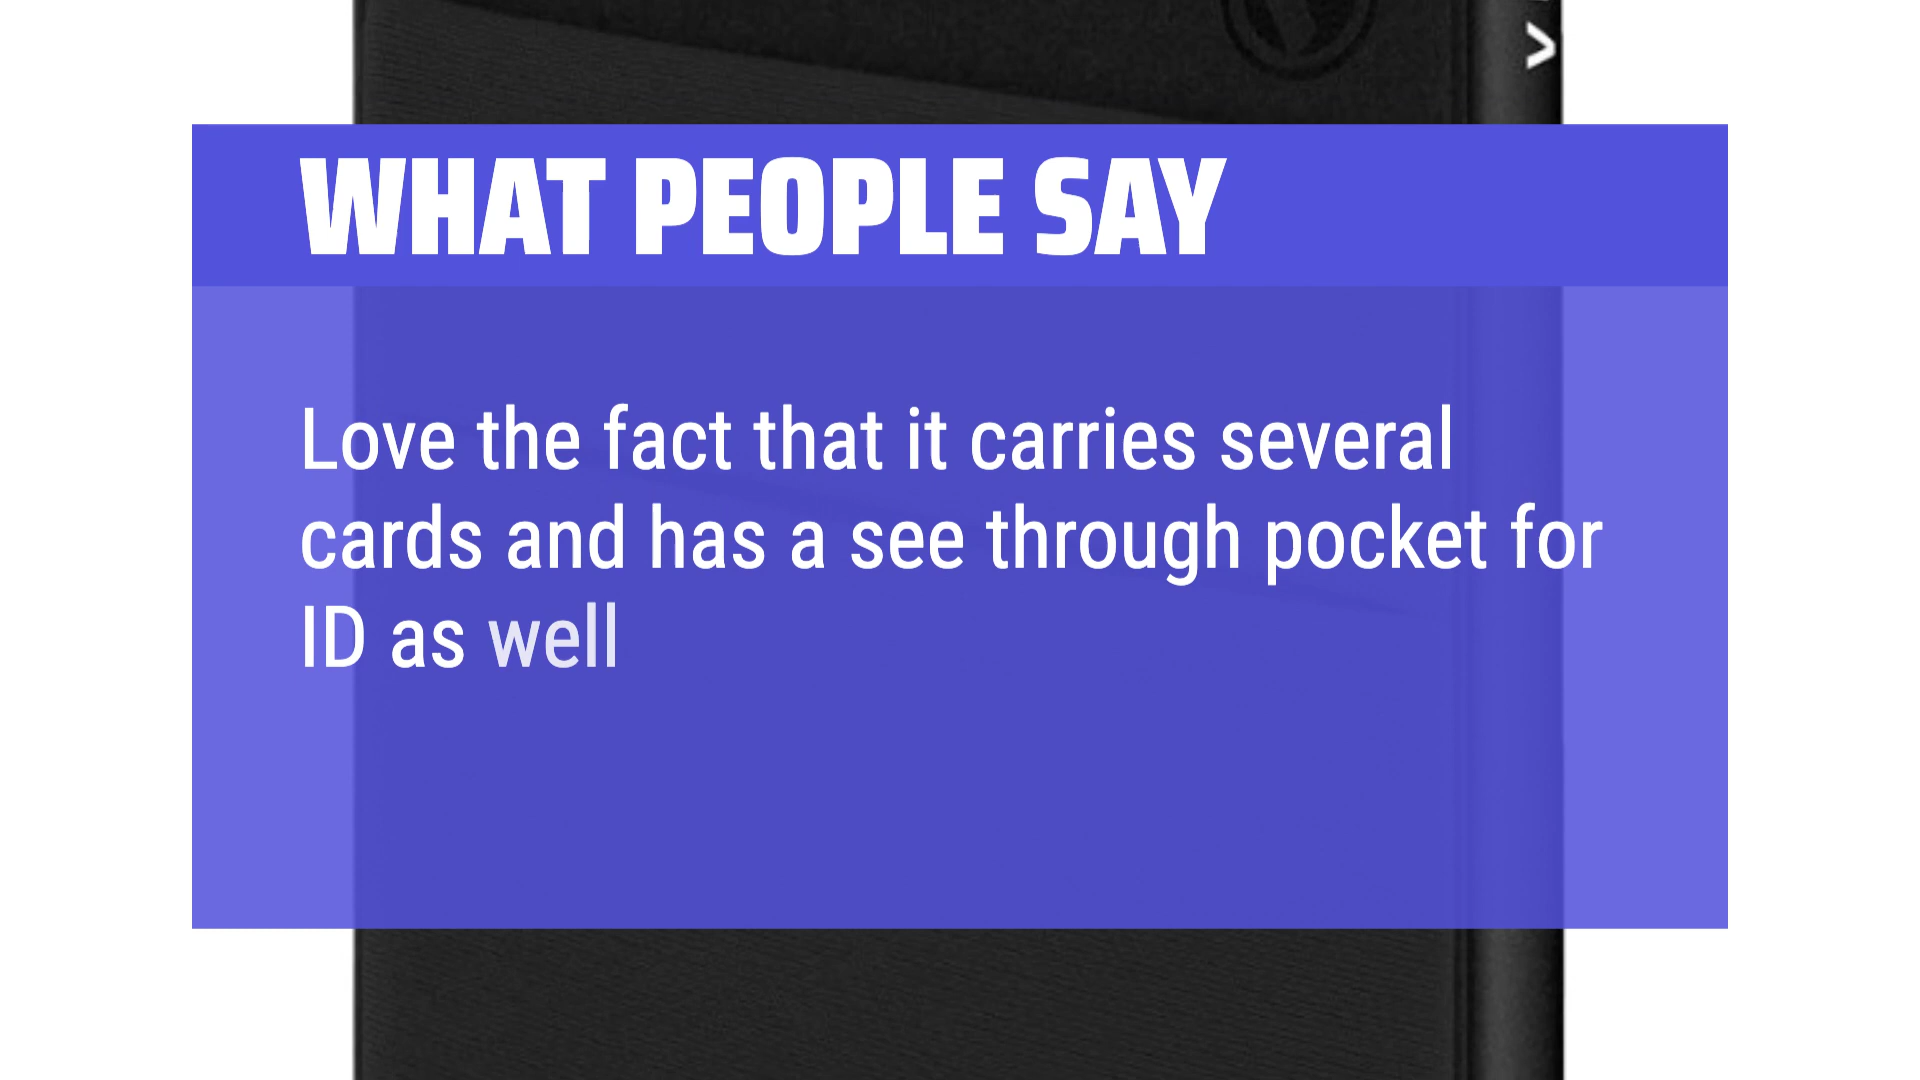 WHAT PEOPLE SAY
Love the fact that it carries several
cards and has a see through pocket for
ID as well